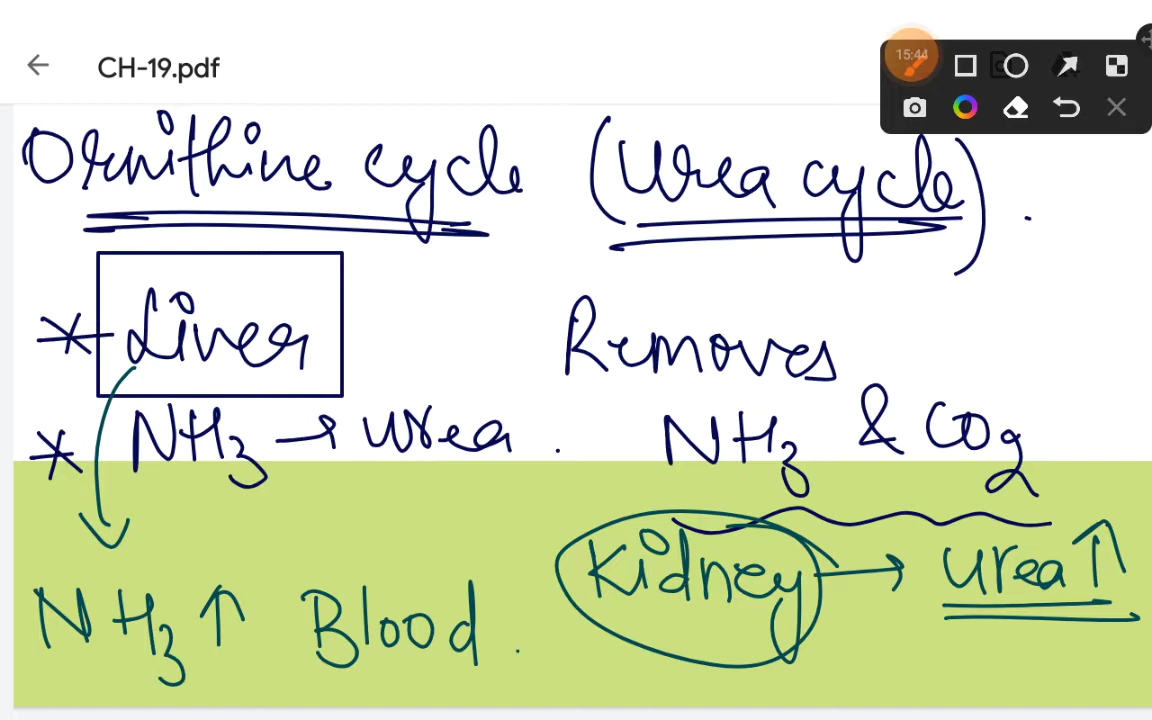 CH-19.pdf
15:44
Ornithine cycle (Urea cycle).
* Liver
Removes
* NH3 → urea.
NH3 & CO2
Kidney → urea ↑
NH3 ↑ Blood.